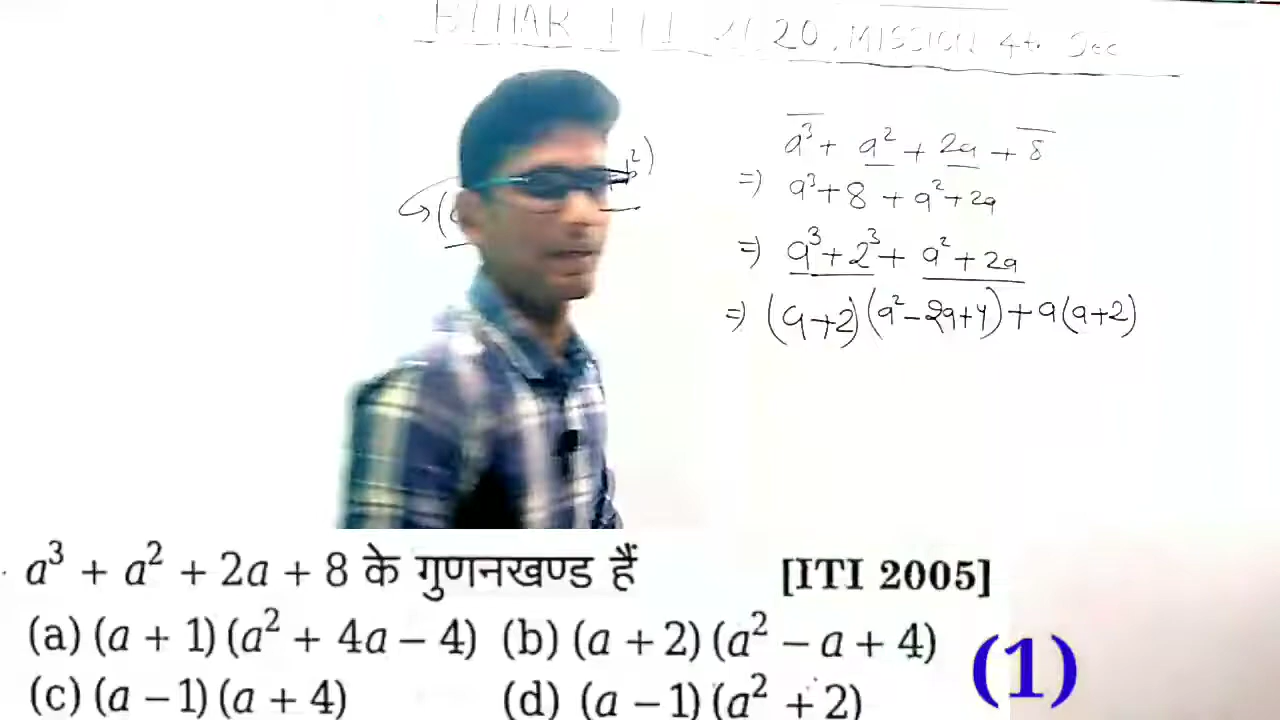 BIHAR ITI 2020, MISSION
a³ + a² + 2a + 8
⇒ a³ + 8 + a² + 2a
⇒ a³ + 2³ + a² + 2a
⇒ (a+2)(a² - 2a + 4) + a(a+2)
a³ + a² + 2a + 8 के गुणनखण्ड हैं [ITI 2005]
(a) (a + 1) (a² + 4a – 4) (b) (a + 2) (a² – a + 4)
(c) (a – 1) (a + 4) (d) (a – 1) (a² + 2)
(1)